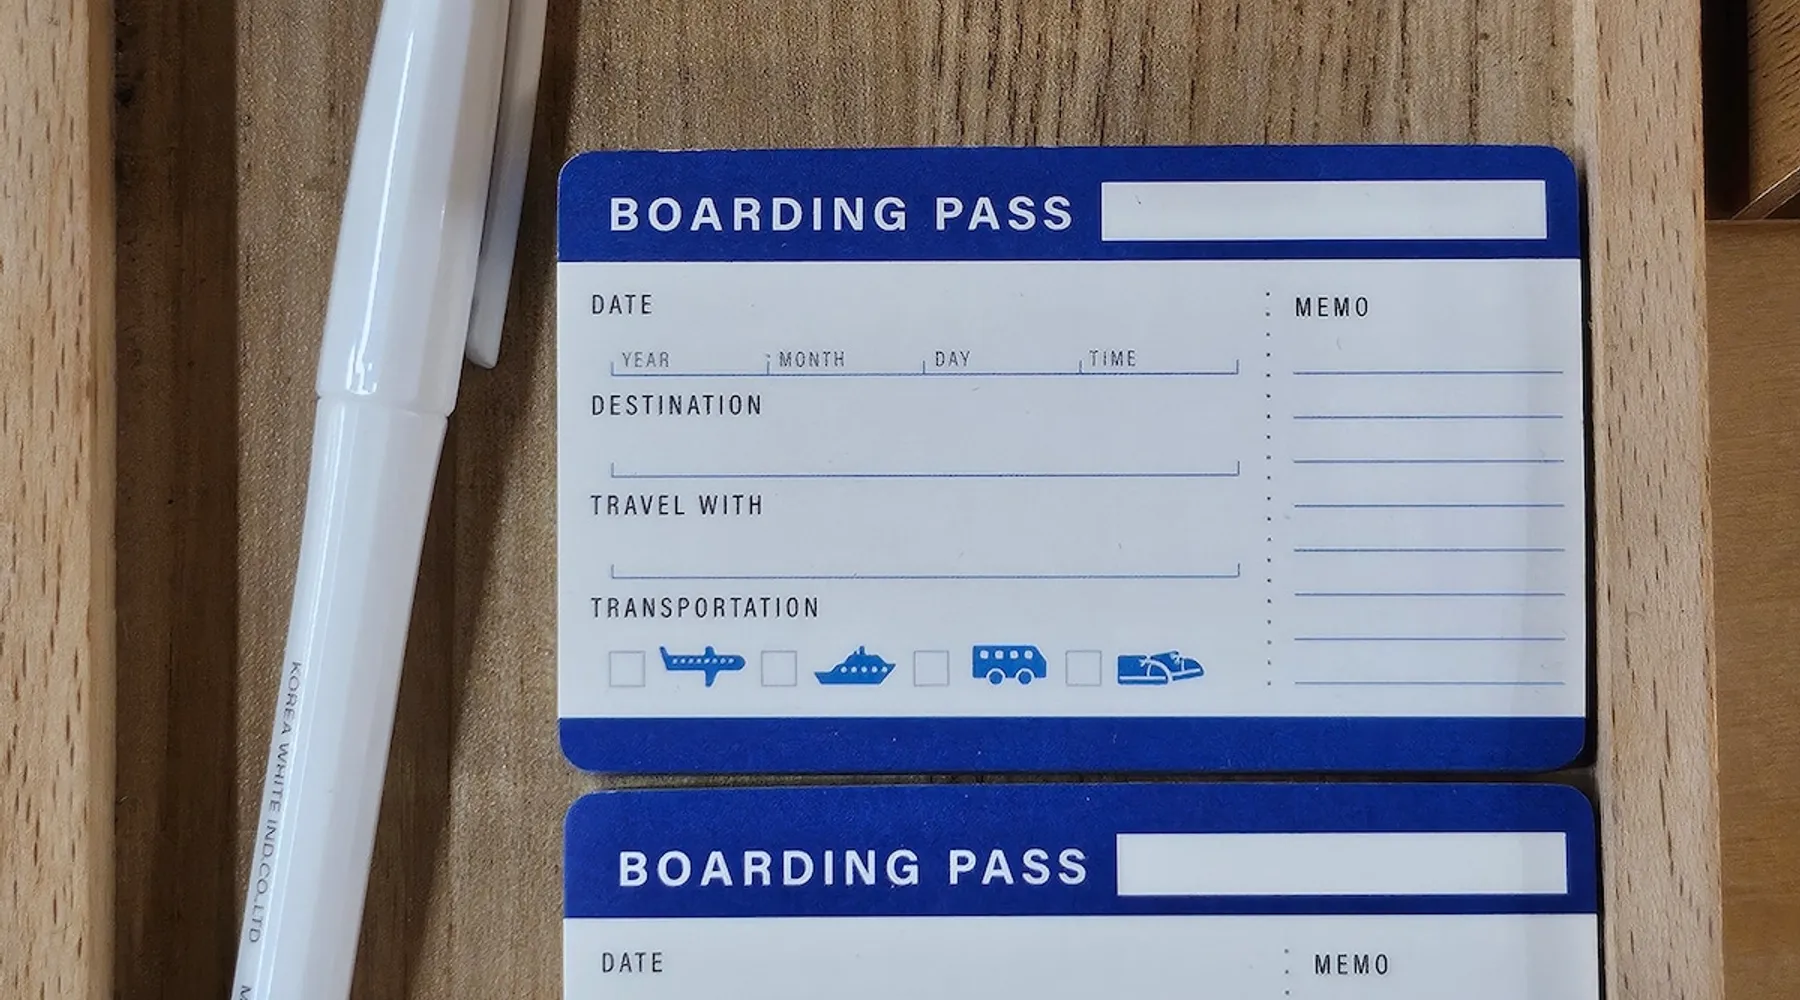 BOARDING PASS
DATE
MEMO
YEAR MONTH DAY TIME
DESTINATION
TRAVEL WITH
TRANSPORTATION
KOREA WHITE IND.CO.,LTD
BOARDING PASS
DATE
MEMO